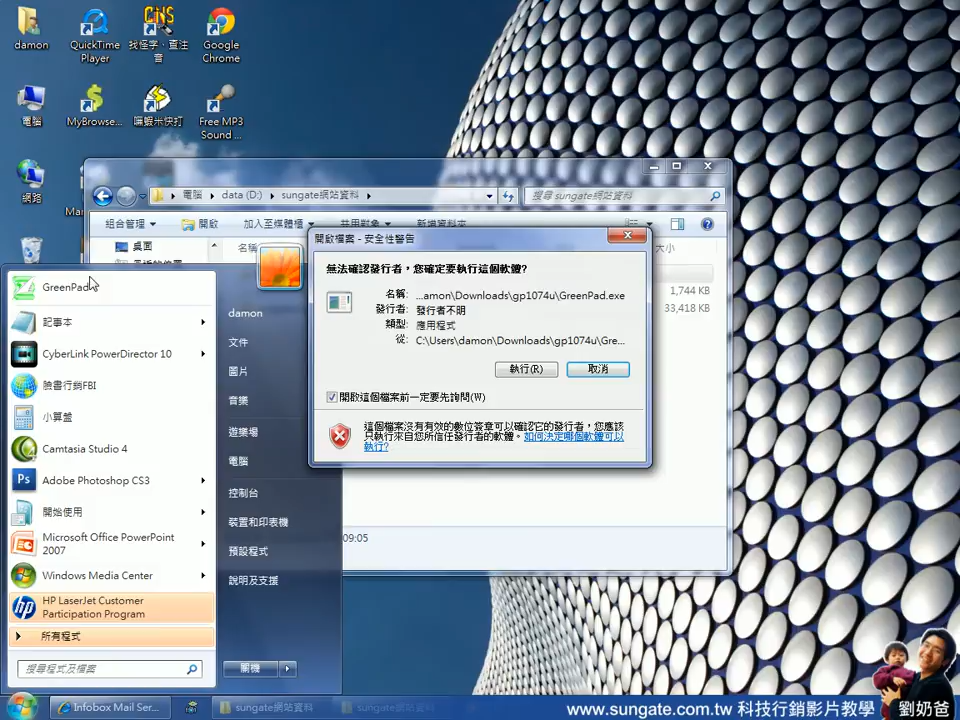 damon
QuickTime Player
找怪字、查注音
Google Chrome
電腦
MyBrowse...
嘸蝦米快打
Free MP3 Sound ...
網路
Mar
電腦
data (D:)
sungate網站資料
搜尋 sungate網站資料
組合管理
開啟
加入至媒體櫃
共用對象
新增資料夾
桌面
名稱
大小
1,744 KB
33,418 KB
09:05
開啟檔案 - 安全性警告
無法確認發行者，您確定要執行這個軟體?
名稱: ...amon\Downloads\gp1074u\GreenPad.exe
發行者: 發行者不明
類型: 應用程式
從: C:\Users\damon\Downloads\gp1074u\Gre...
執行(R)
取消
開啟這個檔案前一定要先詢問(W)
這個檔案沒有有效的數位簽章可以確認它的發行者，您應該
只執行來自您所信任發行者的軟體。如何決定哪個軟體可以
執行?
GreenPad
記事本
CyberLink PowerDirector 10
臉書行銷FBI
小算盤
Camtasia Studio 4
Adobe Photoshop CS3
開始使用
Microsoft Office PowerPoint
2007
Windows Media Center
HP LaserJet Customer
Participation Program
所有程式
搜尋程式及檔案
damon
文件
圖片
音樂
遊樂場
電腦
控制台
裝置和印表機
預設程式
說明及支援
關機
Infobox Mail Ser...
sungate網站資料
sungate網站資料
www.sungate.com.tw 科技行銷影片教學
劉奶爸